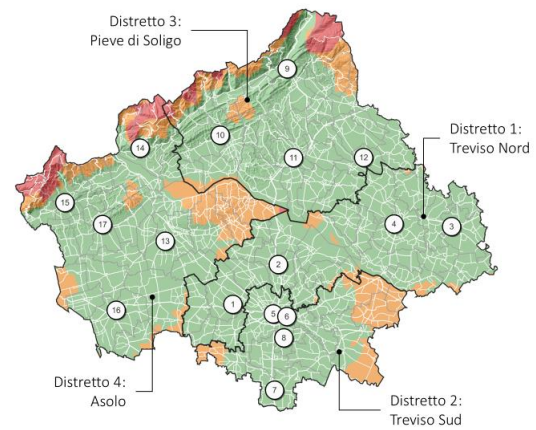 Distretto 3:
Pieve di Soligo
9
14
10
Distretto 1:
Treviso Nord
11
12
15
17
4
3
13
2
16
1
5
6
8
Distretto 4:
Asolo
7
Distretto 2:
Treviso Sud